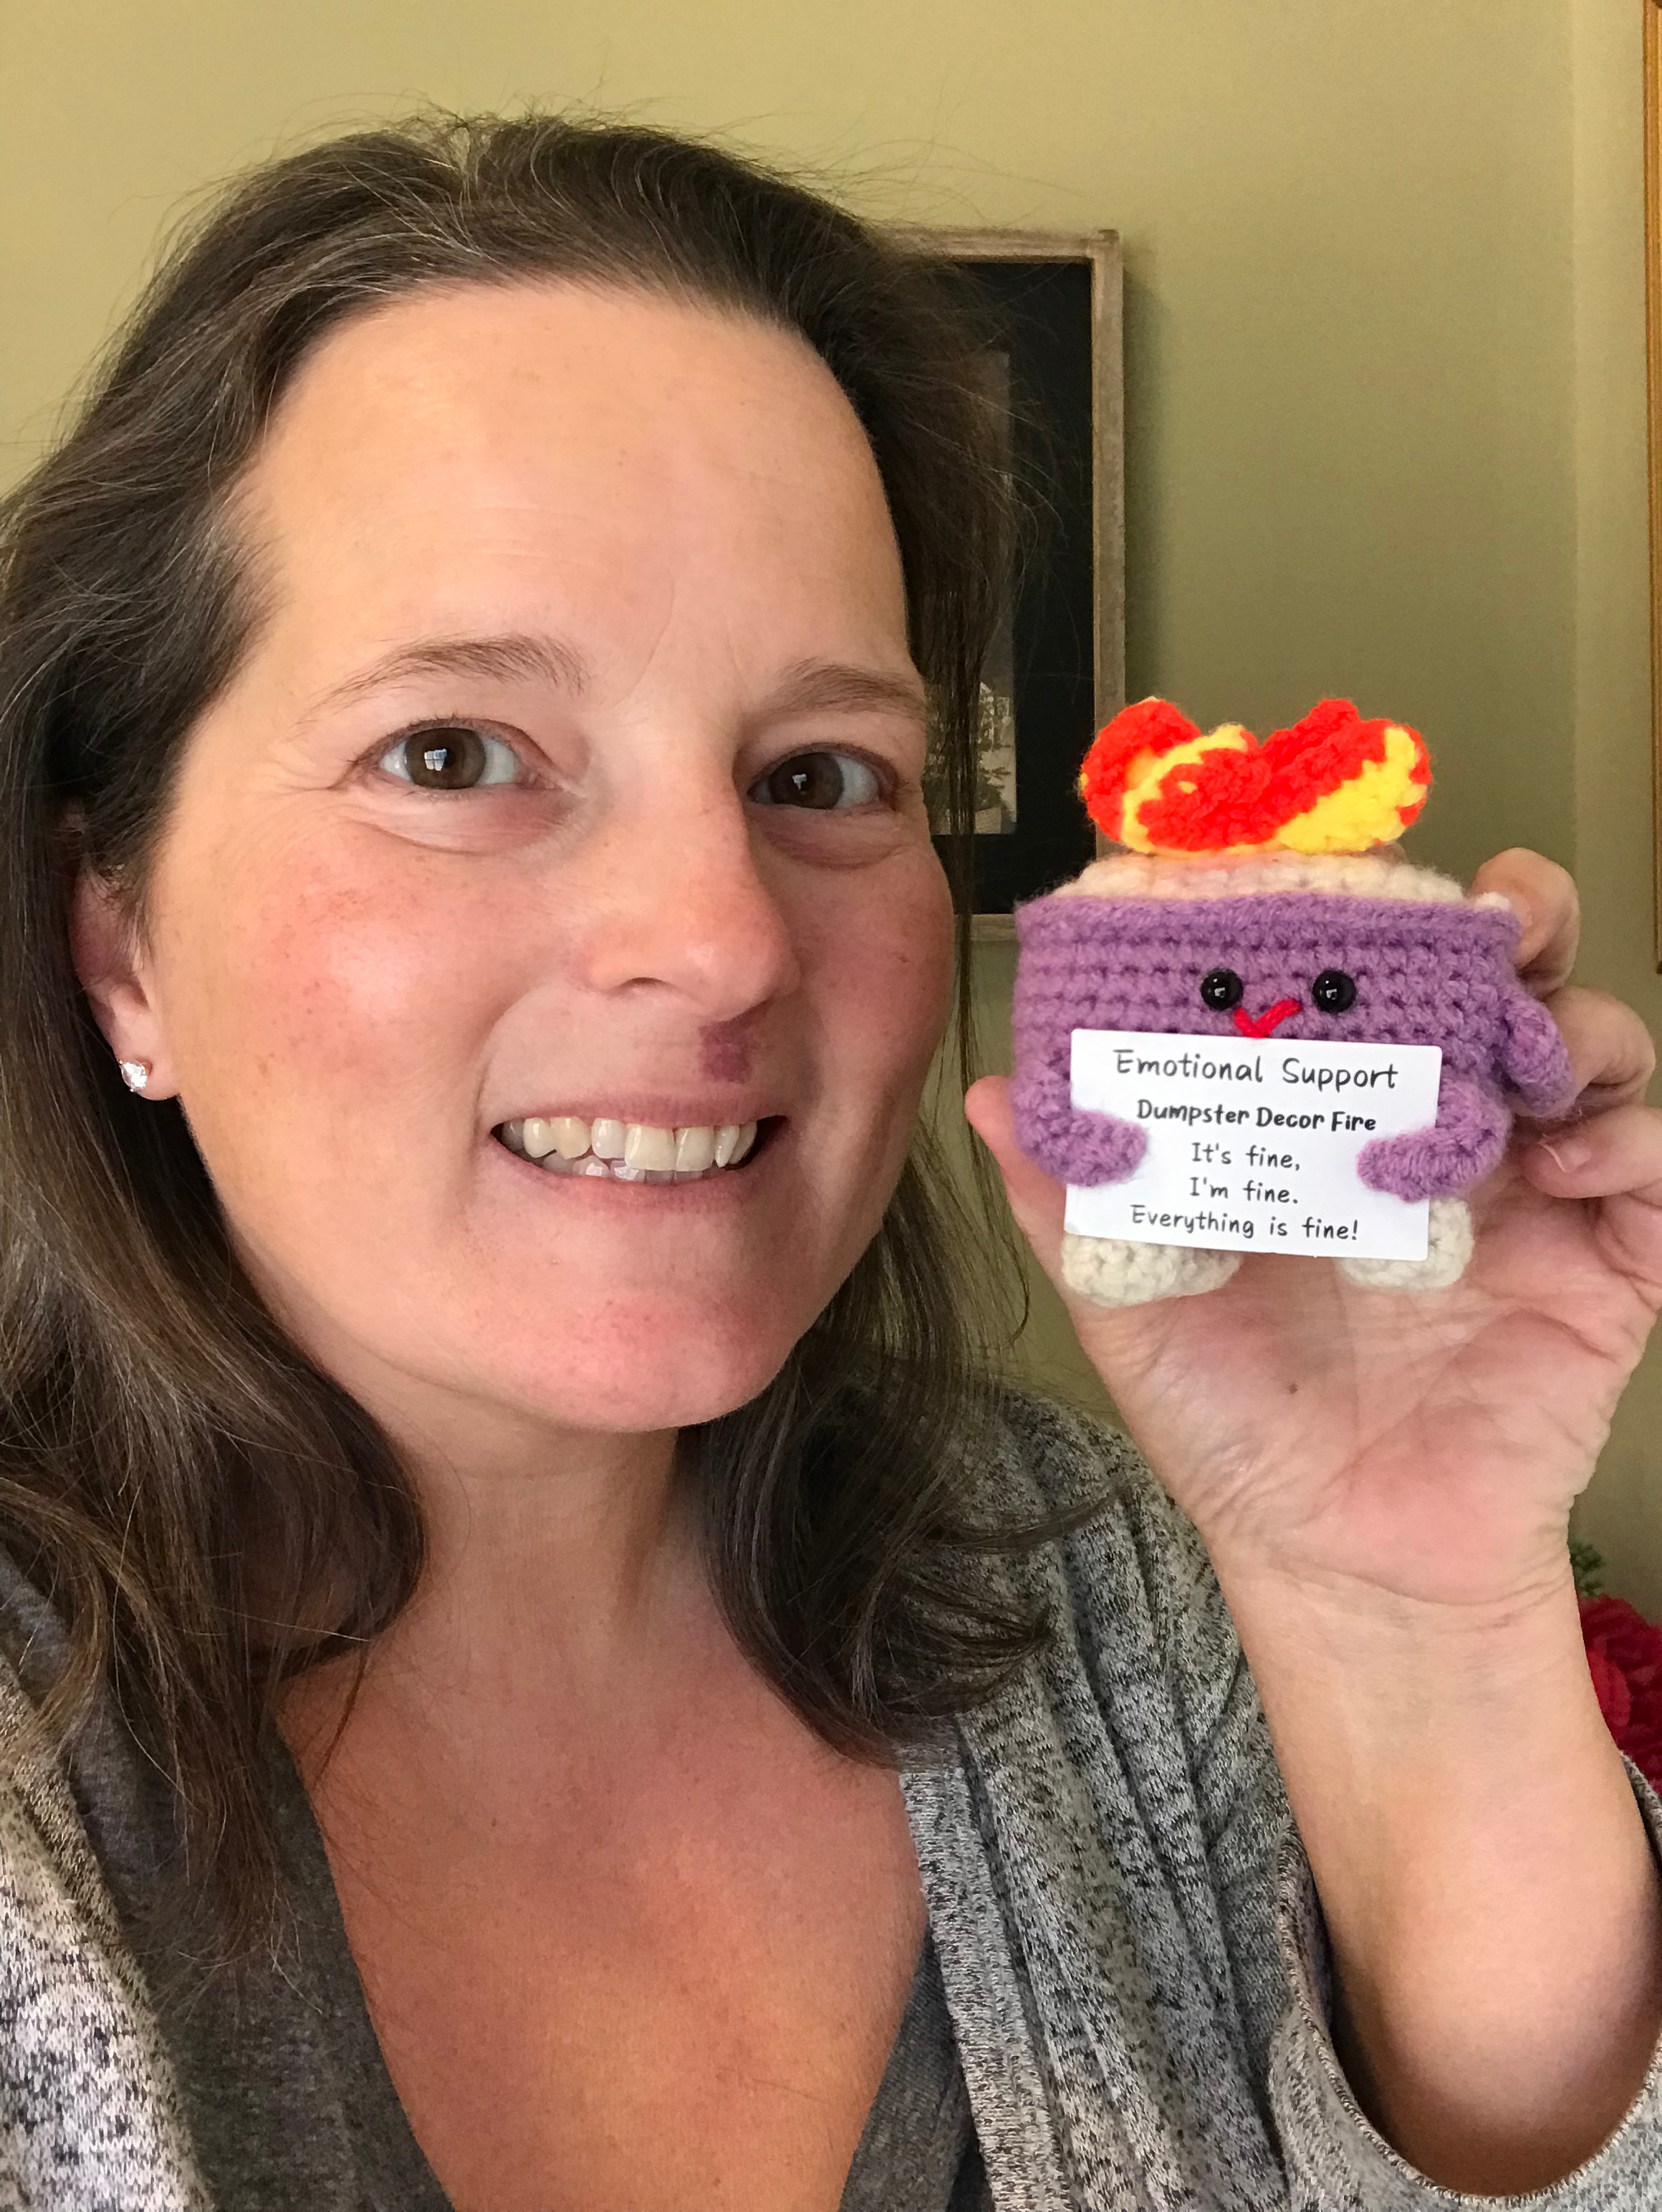 Emotional Support
Dumpster Decor Fire
It's fine,
I'm fine.
Everything is fine!